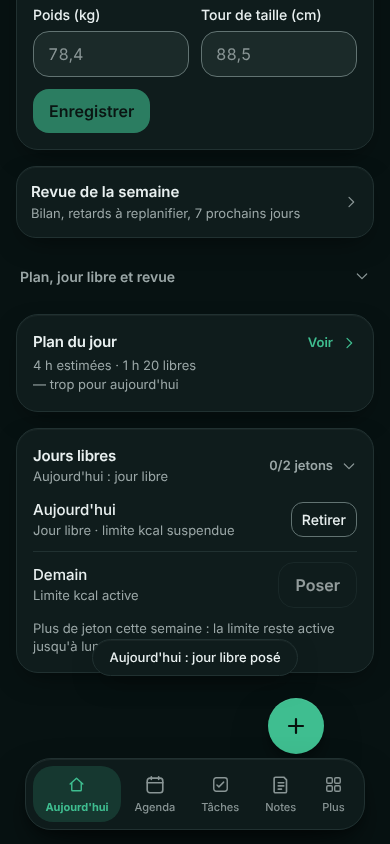 Poids (kg)
Tour de taille (cm)
78,4
88,5
Enregistrer
Revue de la semaine
Bilan, retards à replanifier, 7 prochains jours
Plan, jour libre et revue
Plan du jour
Voir
4 h estimées · 1 h 20 libres
— trop pour aujourd'hui
Jours libres
0/2 jetons
Aujourd'hui : jour libre
Aujourd'hui
Jour libre · limite kcal suspendue
Retirer
Demain
Limite kcal active
Poser
Plus de jeton cette semaine : la limite reste active
jusqu'à
Aujourd'hui : jour libre posé
Aujourd'hui
Agenda
Tâches
Notes
Plus